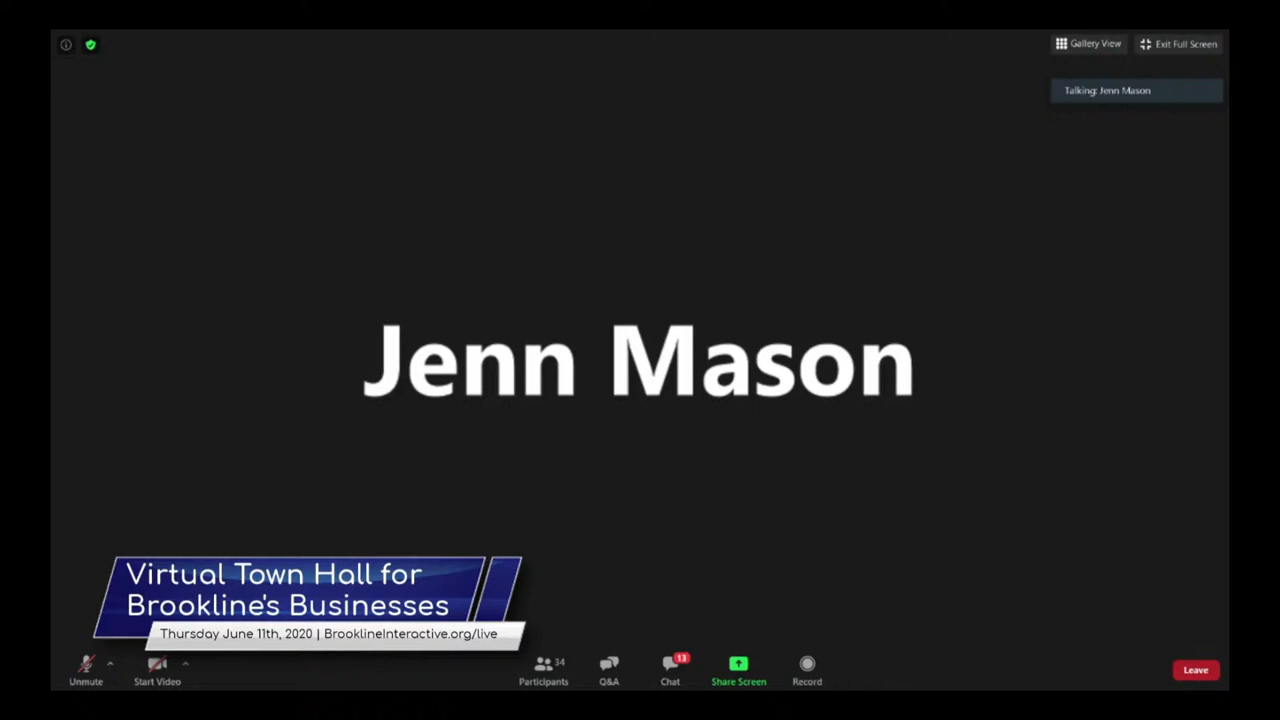 Gallery View
Exit Full Screen
Talking: Jenn Mason
Jenn Mason
Virtual Town Hall for
Brookline's Businesses
Thursday June 11th, 2020 | BrooklineInteractive.org/live
Unmute
Start Video
34
Participants
Q&A
13
Chat
Share Screen
Record
Leave